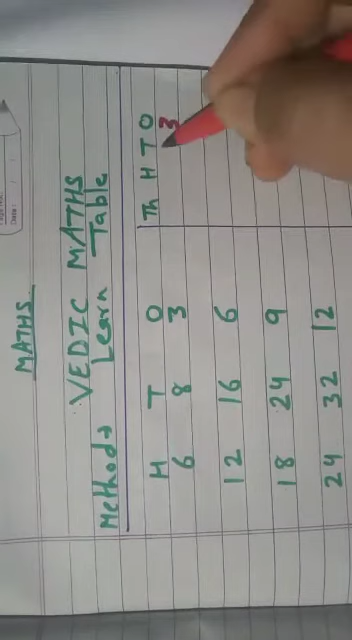 MATHS
VEDIC MATHS
Method→ Learn Table
H T O Th H T O
6 8 3 3
12 16 6
18 24 9
24 32 12